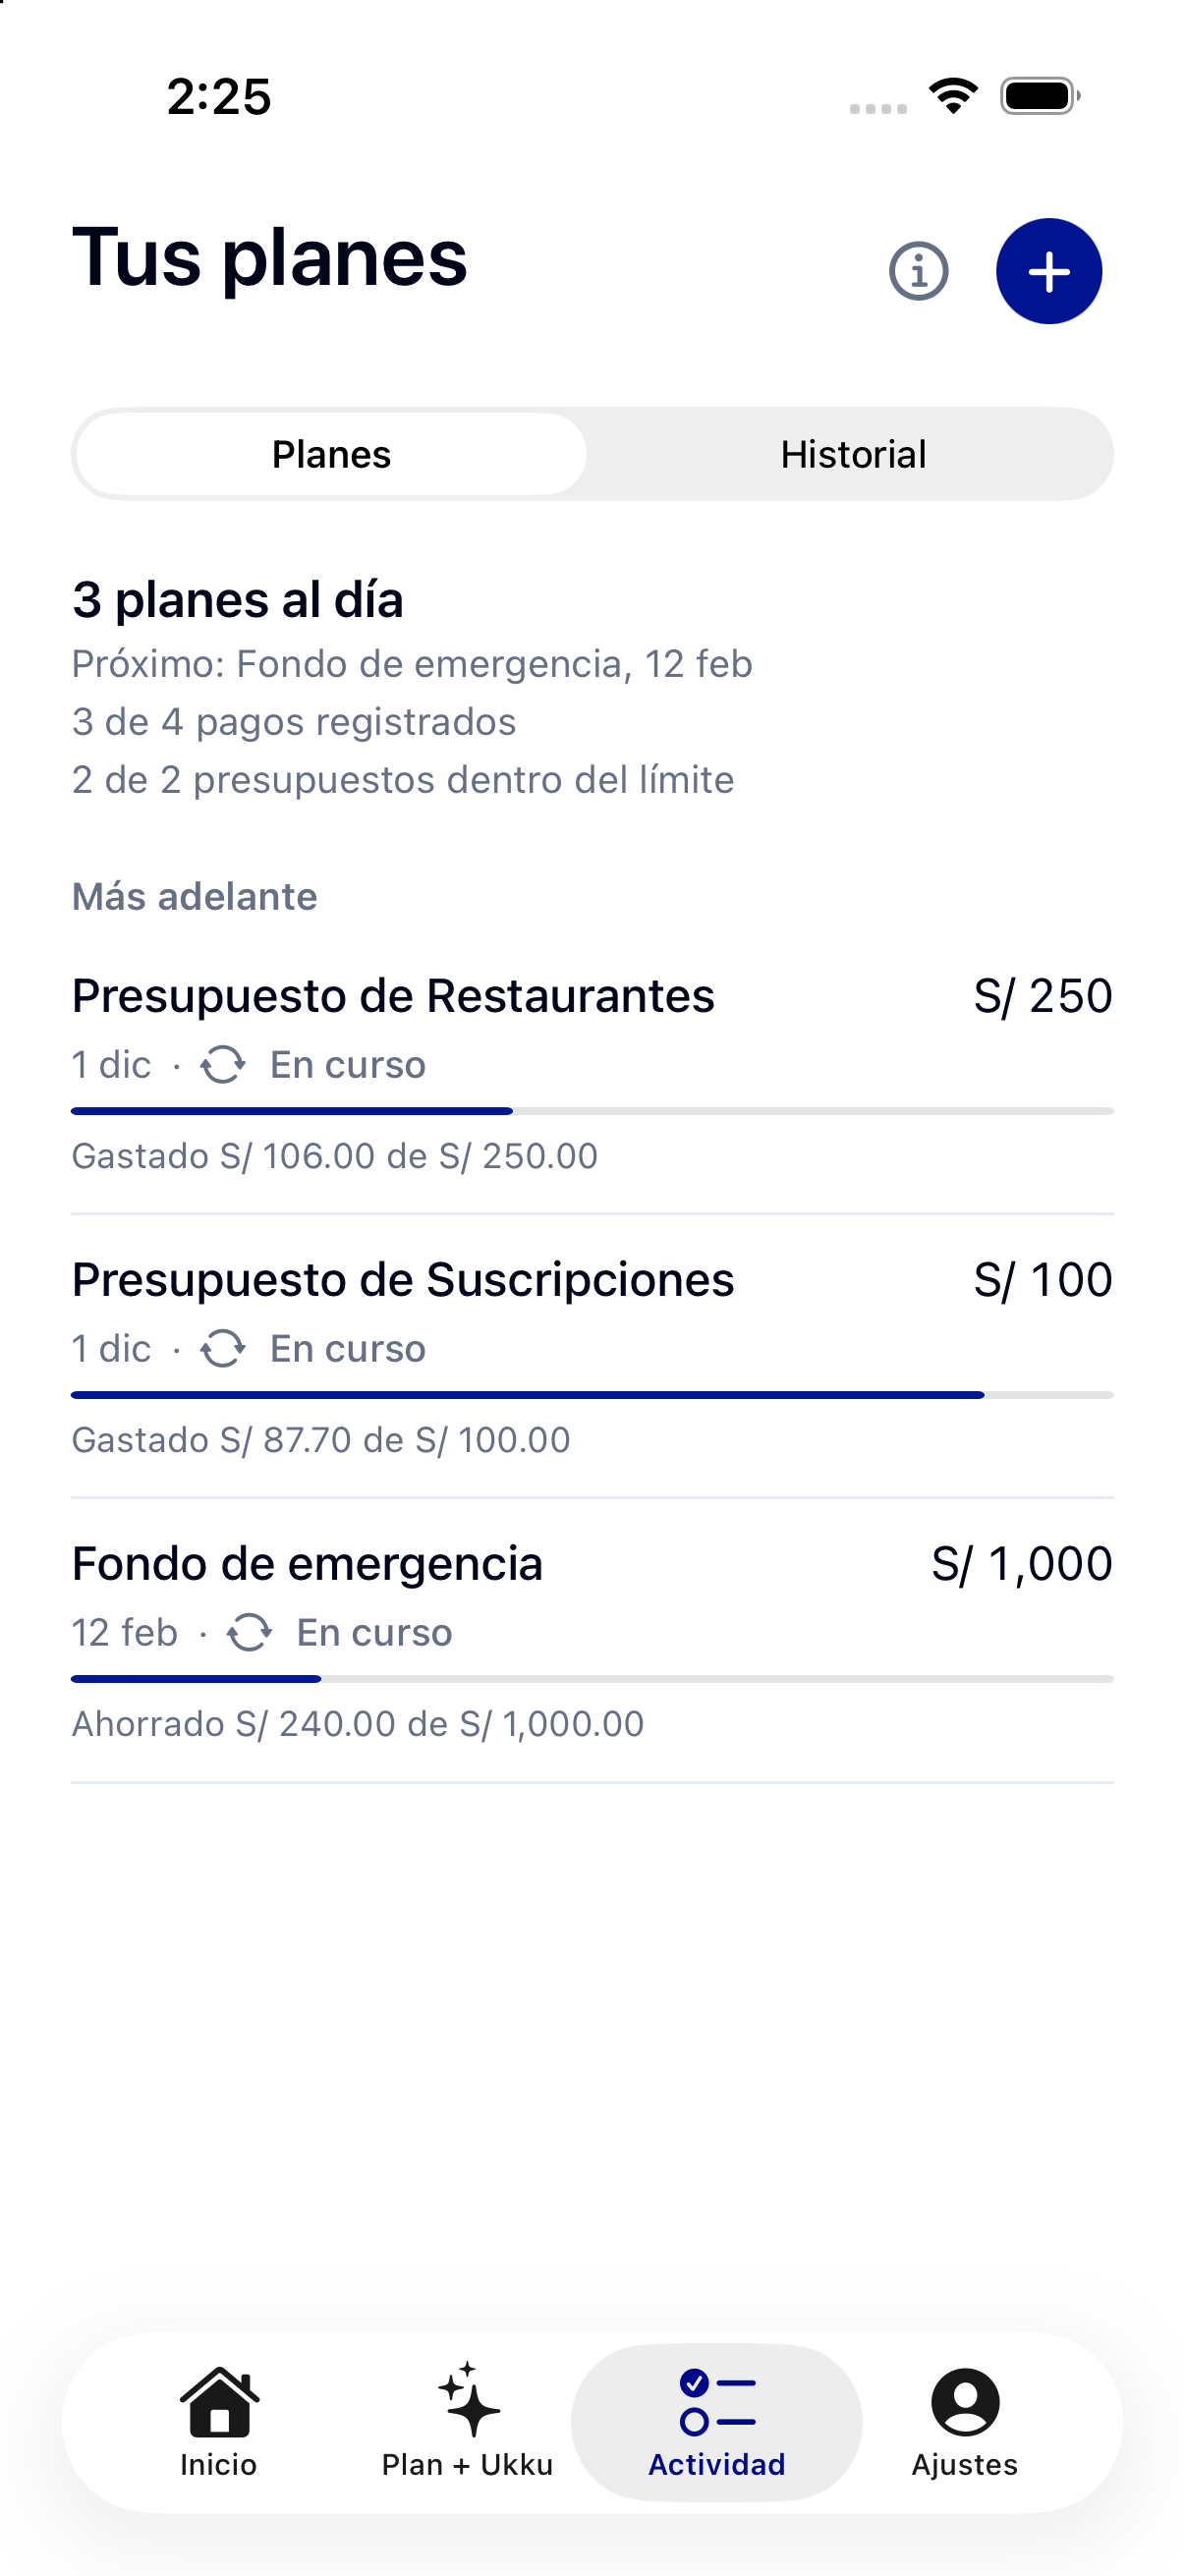 2:25
Tus planes
Planes
Historial
3 planes al día
Próximo: Fondo de emergencia, 12 feb
3 de 4 pagos registrados
2 de 2 presupuestos dentro del límite
Más adelante
Presupuesto de Restaurantes S/ 250
1 dic · En curso
Gastado S/ 106.00 de S/ 250.00
Presupuesto de Suscripciones S/ 100
1 dic · En curso
Gastado S/ 87.70 de S/ 100.00
Fondo de emergencia S/ 1,000
12 feb · En curso
Ahorrado S/ 240.00 de S/ 1,000.00
Inicio
Plan + Ukku
Actividad
Ajustes